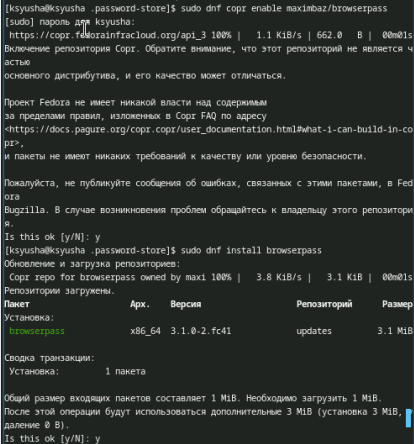 [ksyusha@ksyusha .password-store]$ sudo dnf copr enable maximbaz/browserpass
[sudo] пароль для ksyusha:
https://copr.fedorainfracloud.org/api_3 100% |   1.1 KiB/s | 662.0   B |  00m01s
Включение репозитория Copr. Обратите внимание, что этот репозиторий не является ч
астью
основного дистрибутива, и его качество может отличаться.
Проект Fedora не имеет никакой власти над содержимым
за пределами правил, изложенных в Copr FAQ по адресу
<https://docs.pagure.org/copr.copr/user_documentation.html#what-i-can-build-in-co
pr>,
и пакеты не имеют никаких требований к качеству или уровню безопасности.
Пожалуйста, не публикуйте сообщения об ошибках, связанных с этими пакетами, в Fed
ora
Bugzilla. В случае возникновения проблем обращайтесь к владельцу этого репозитори
я.
Is this ok [y/N]: y
[ksyusha@ksyusha .password-store]$ sudo dnf install browserpass
Обновление и загрузка репозиториев:
Copr repo for browserpass owned by maxi 100% |   3.8 KiB/s |   3.1 KiB |  00m01s
Репозитории загружены.
Пакет Арх. Версия Репозиторий Размер
Установка:
browserpass x86_64 3.1.0-2.fc41 updates 3.1 MiB
Сводка транзакции:
Установка: 1 пакета
Общий размер входящих пакетов составляет 1 MiB. Необходимо загрузить 1 MiB.
После этой операции будут использоваться дополнительные 3 MiB (установка 3 MiB, у
даление 0 B).
Is this ok [y/N]: y